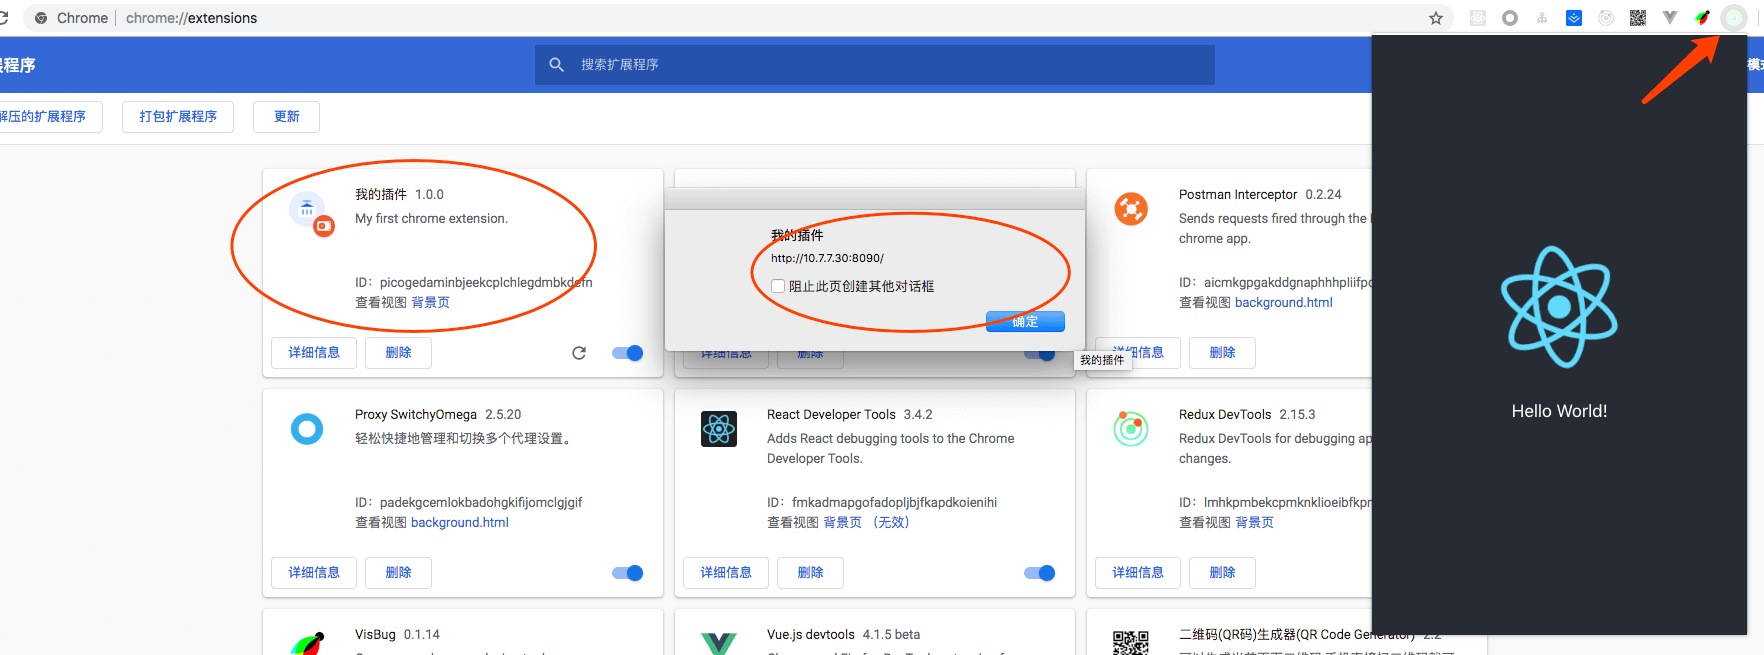 Chrome chrome://extensions
展程序
搜索扩展程序
模式
解压的扩展程序 打包扩展程序 更新
我的插件 1.0.0
My first chrome extension.
ID: picogedaminbjeekcplchlegdmbkdefn
查看视图 背景页
详细信息 删除
我的插件
http://10.7.7.30:8090/
阻止此页创建其他对话框
确定
详细信息 删除
我的插件
Postman Interceptor 0.2.24
Sends requests fired through the
chrome app.
ID: aicmkgpgakddgnaphhhpliifpc
查看视图 background.html
详细信息 删除
Hello World!
Proxy SwitchyOmega 2.5.20
轻松快捷地管理和切换多个代理设置。
ID: padekgcemlokbadohgkifijomclgjgif
查看视图 background.html
详细信息 删除
React Developer Tools 3.4.2
Adds React debugging tools to the Chrome
Developer Tools.
ID: fmkadmapgofadopljbjfkapdkoienihi
查看视图 背景页 (无效)
详细信息 删除
Redux DevTools 2.15.3
Redux DevTools for debugging ap
changes.
ID: lmhkpmbekcpmknklioeibfkpm
查看视图 背景页
详细信息 删除
VisBug 0.1.14
Vue.js devtools 4.1.5 beta
二维码(QR码)生成器(QR Code Generator) 2.2